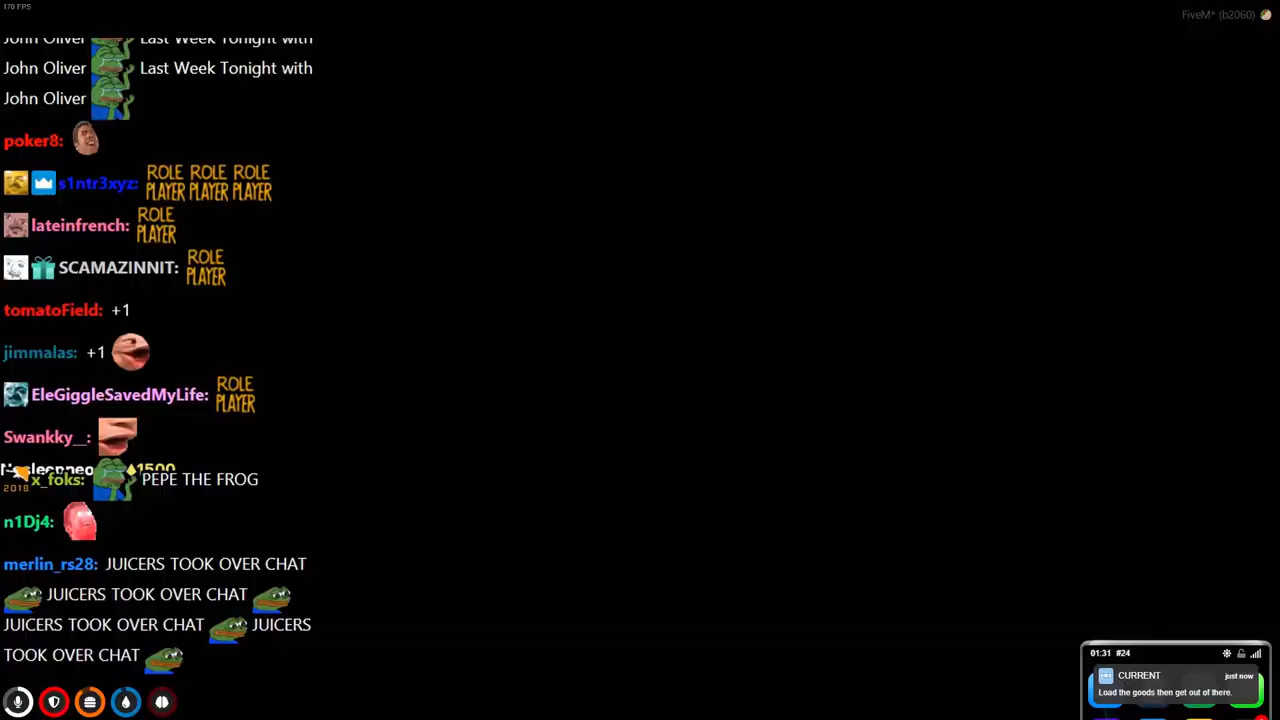 170 FPS
FiveM* (b2060)
John Oliver Last Week Tonight with
John Oliver Last Week Tonight with
John Oliver
poker8:
s1ntr3xyz: ROLE PLAYER ROLE PLAYER ROLE PLAYER
lateinfrench: ROLE PLAYER
SCAMAZINNIT: ROLE PLAYER
tomatoField: +1
jimmalas: +1
EleGiggleSavedMyLife: ROLE PLAYER
Swankky__:
1500
2018 x_foks: PEPE THE FROG
n1Dj4:
merlin_rs28: JUICERS TOOK OVER CHAT
JUICERS TOOK OVER CHAT
JUICERS TOOK OVER CHAT JUICERS
TOOK OVER CHAT
01:31 #24
CURRENT just now
Load the goods then get out of there.